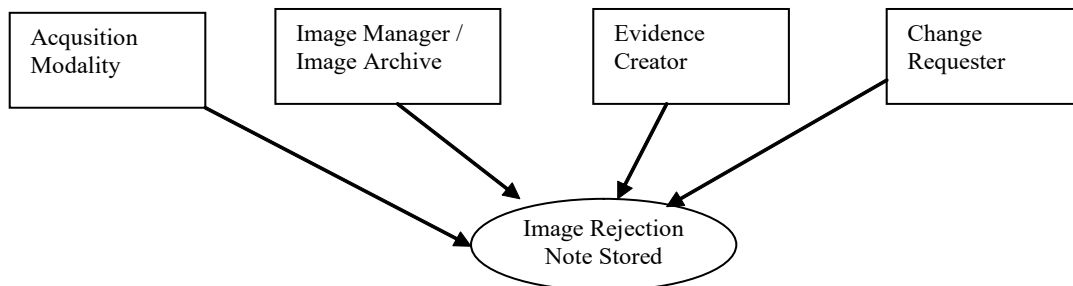 Acqusition
Modality
Image Manager /
Image Archive
Evidence
Creator
Change
Requester
Image Rejection
Note Stored